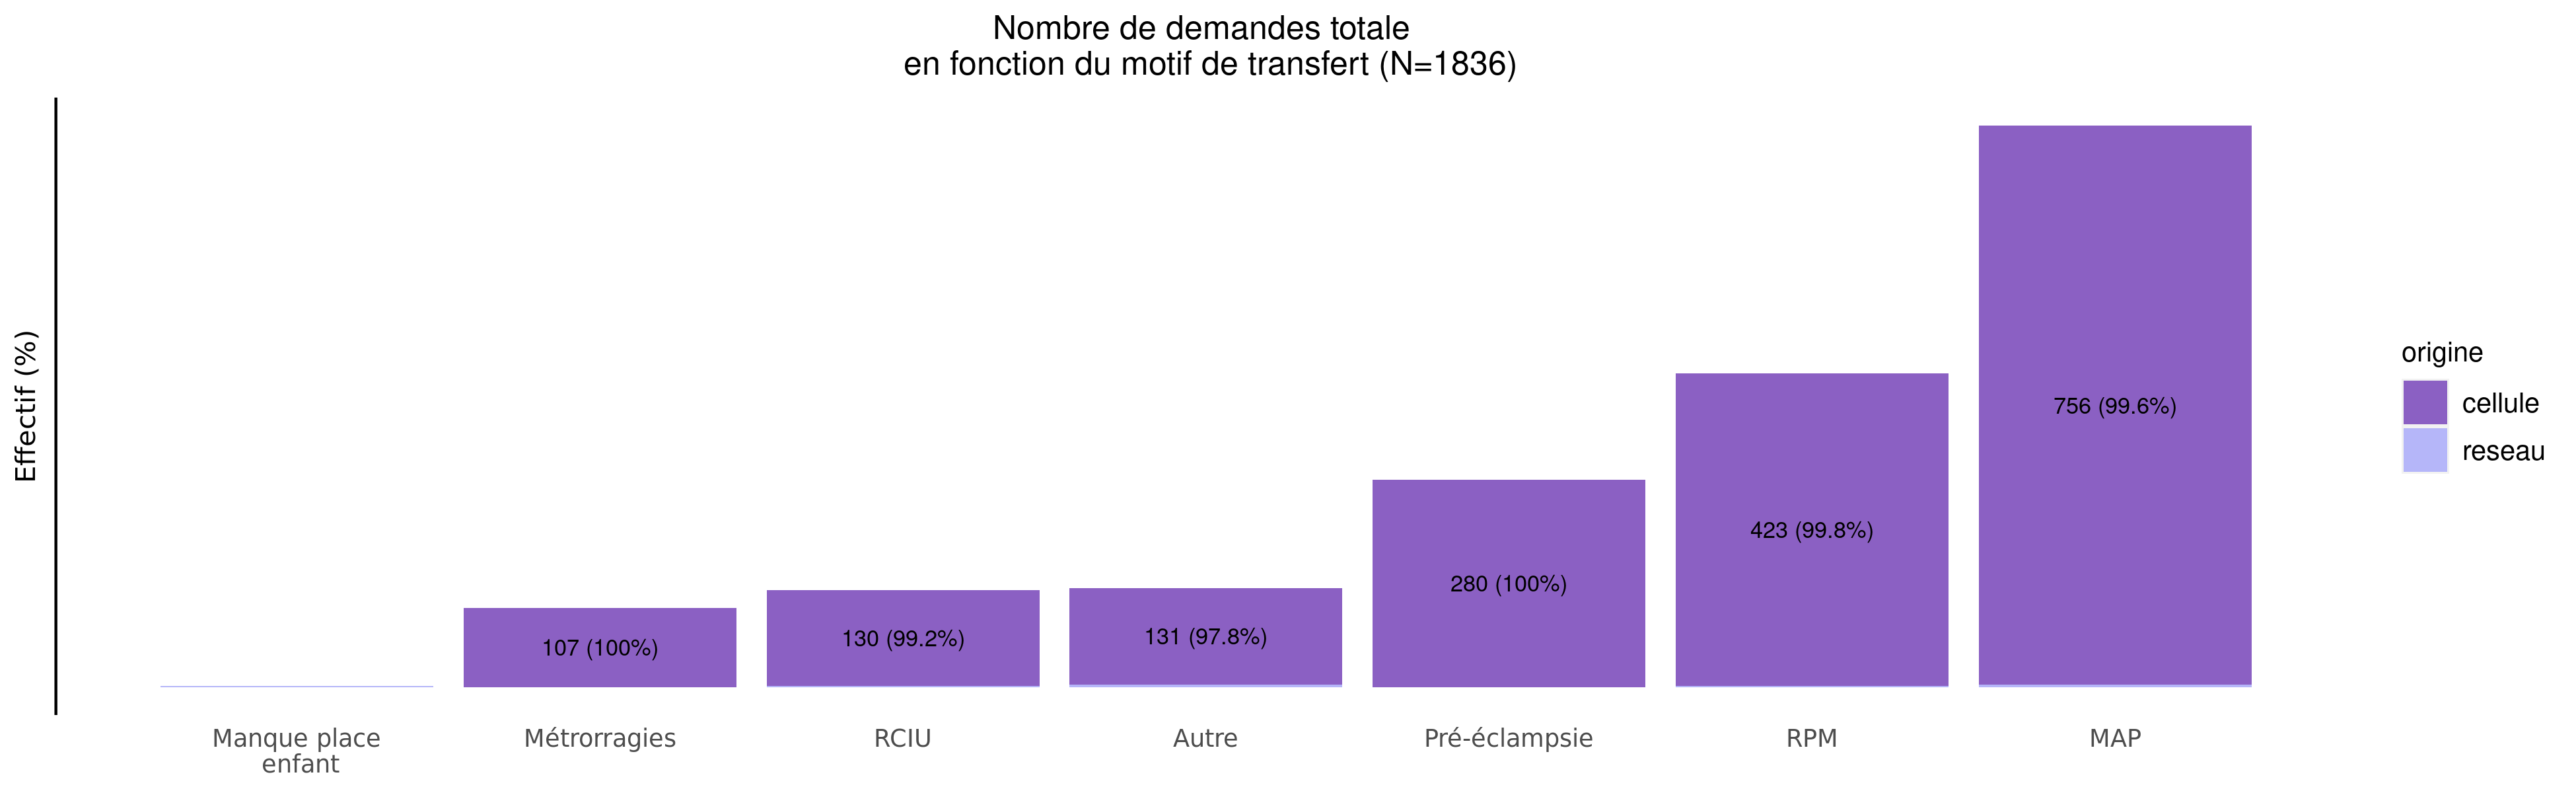 Nombre de demandes totale
en fonction du motif de transfert (N=1836)
Effectif (%)
107 (100%)
130 (99.2%)
131 (97.8%)
280 (100%)
423 (99.8%)
756 (99.6%)
Manque place
enfant
Métrorragies
RCIU
Autre
Pré-éclampsie
RPM
MAP
origine
cellule
reseau